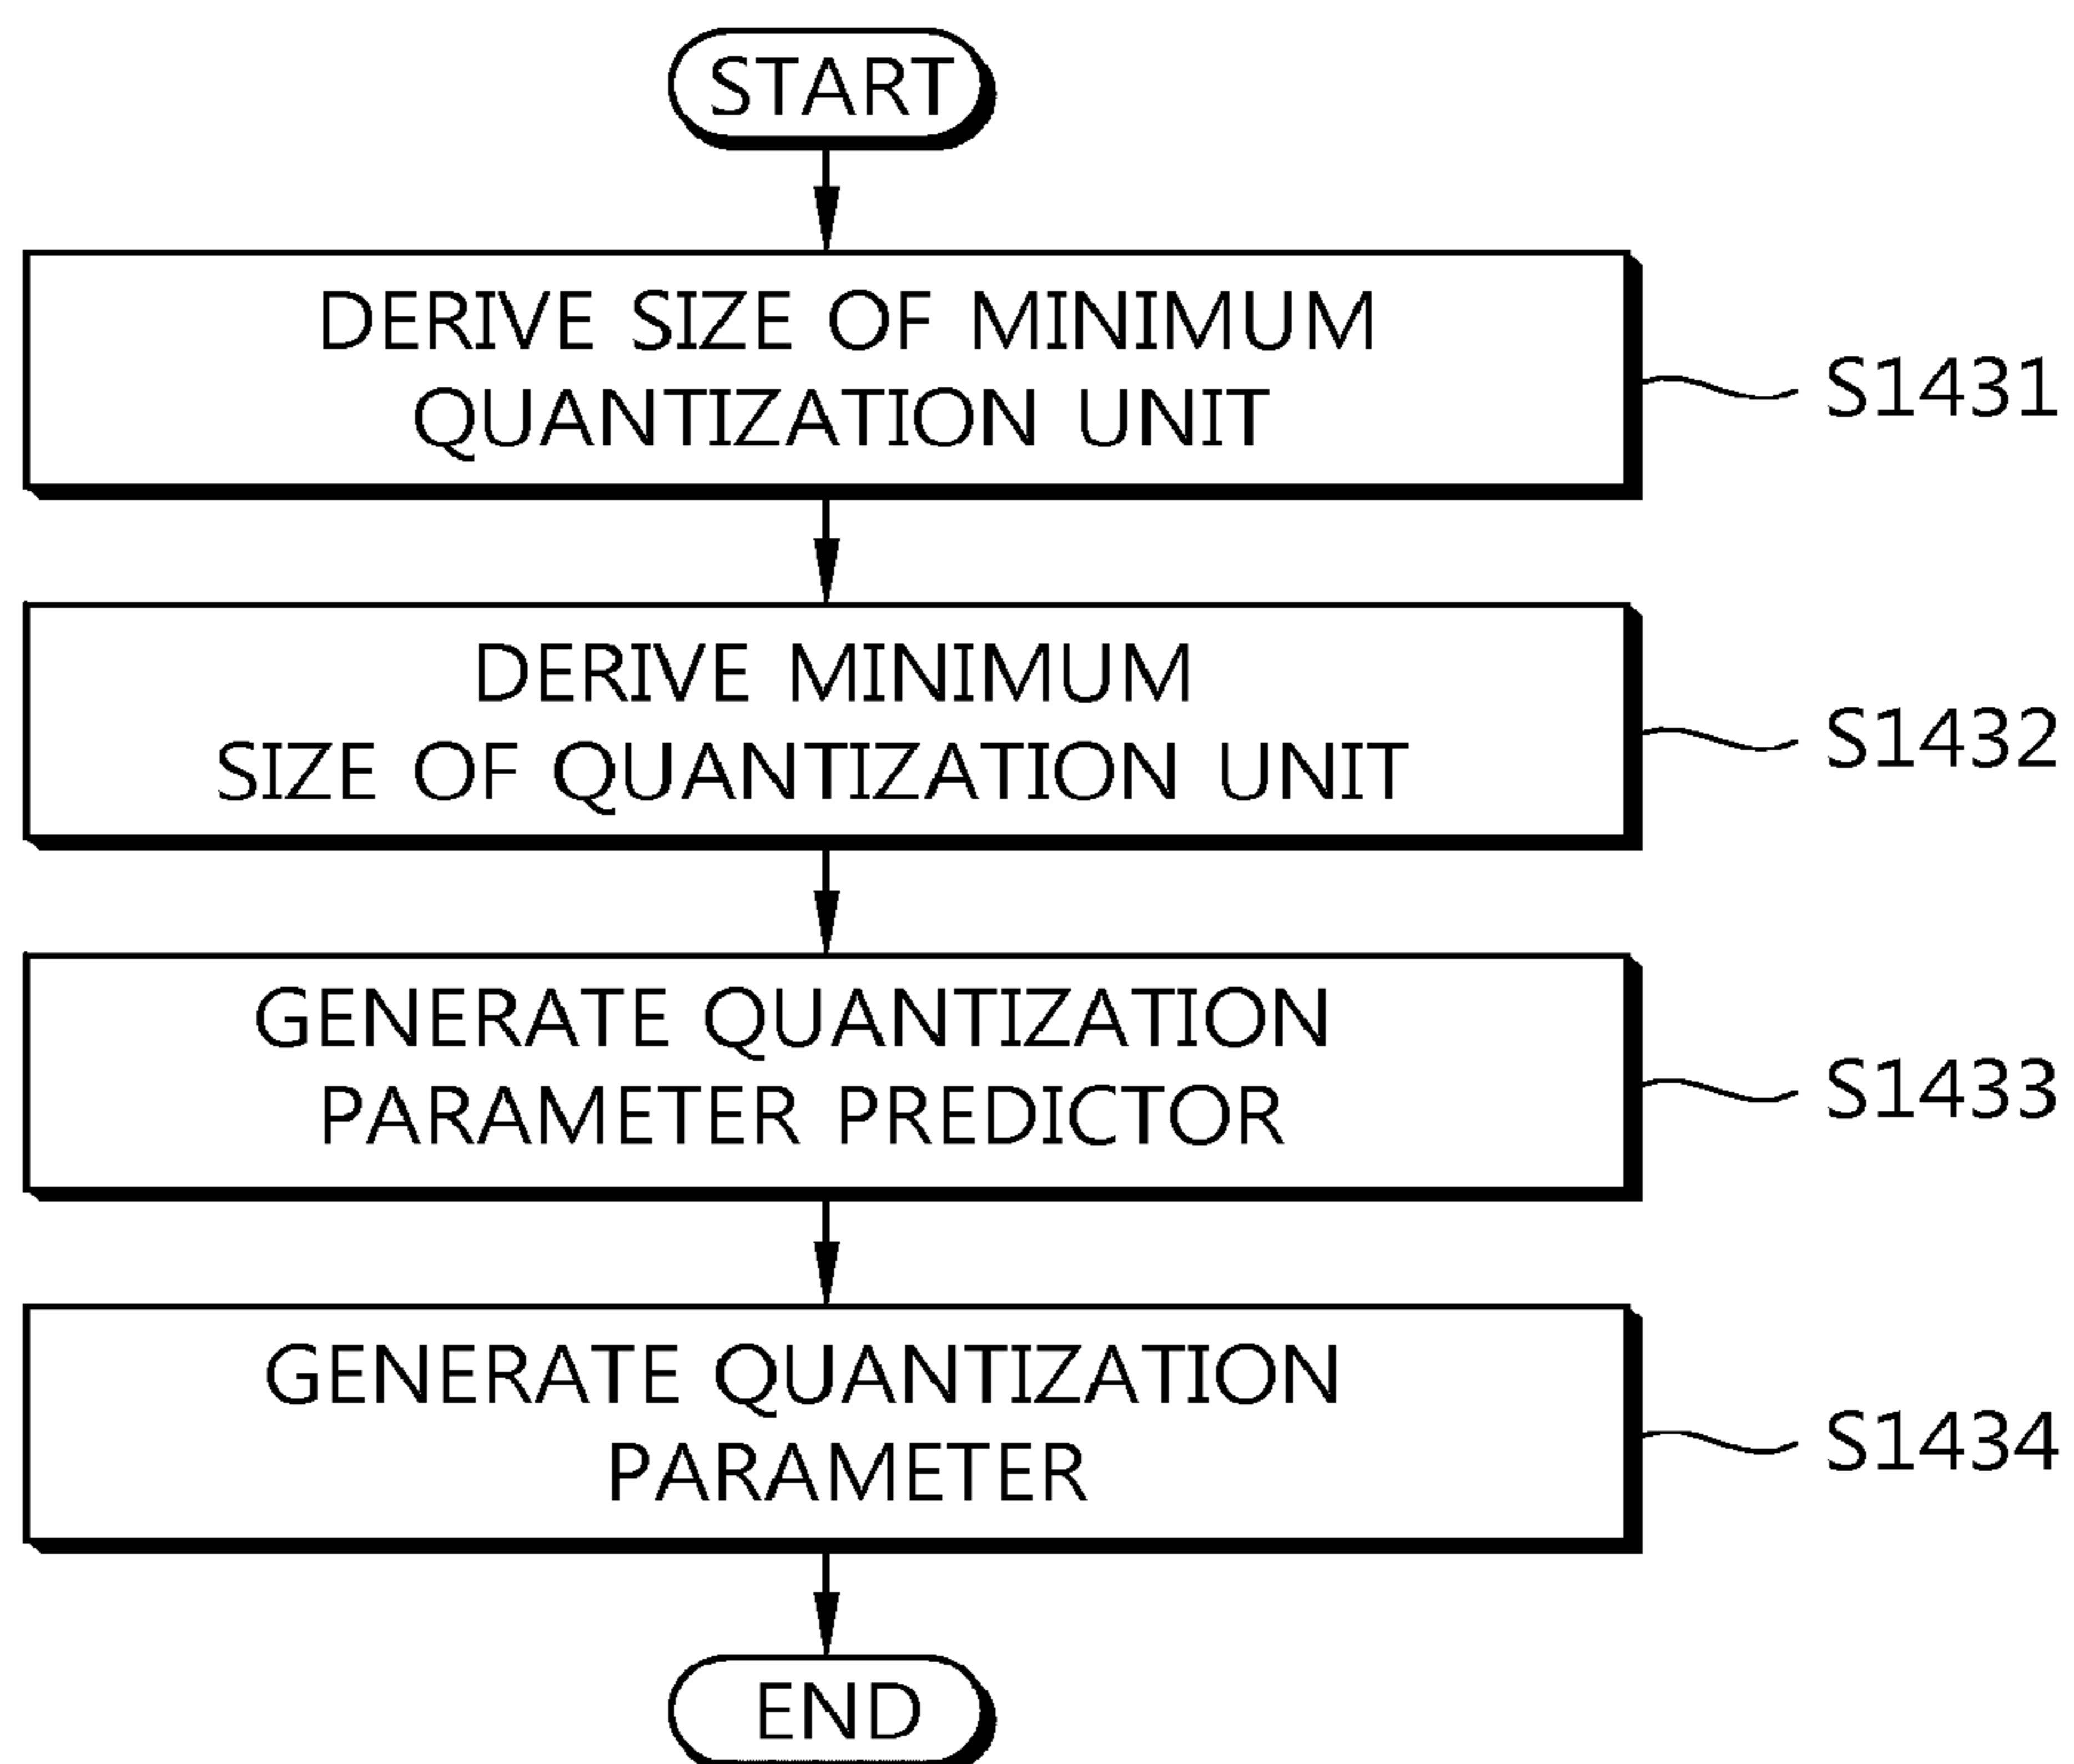 START
DERIVE SIZE OF MINIMUM
QUANTIZATION UNIT
S1431
DERIVE MINIMUM
SIZE OF QUANTIZATION UNIT
S1432
GENERATE QUANTIZATION
PARAMETER PREDICTOR
S1433
GENERATE QUANTIZATION
PARAMETER
S1434
END